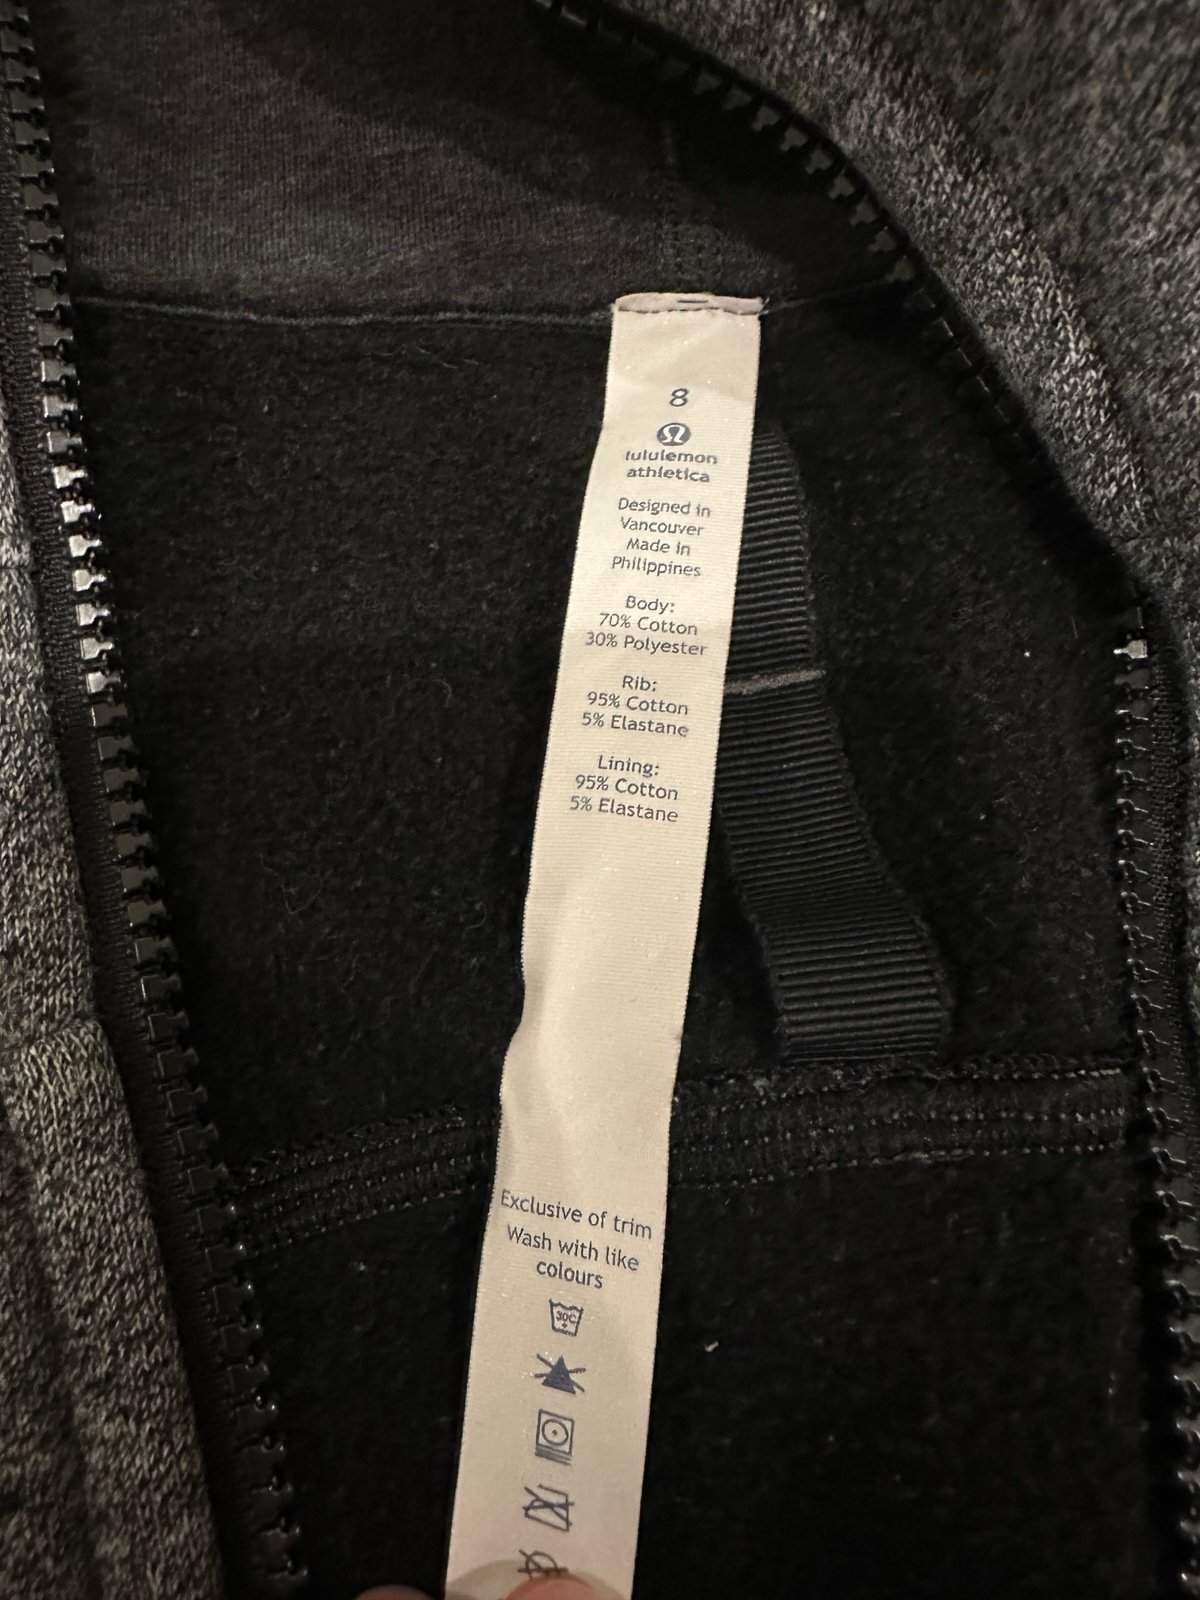 8
lululemon
athletica
Designed in
Vancouver
Made in
Philippines
Body:
70% Cotton
30% Polyester
Rib:
95% Cotton
5% Elastane
Lining:
95% Cotton
5% Elastane
Exclusive of trim
Wash with like
colours
30C